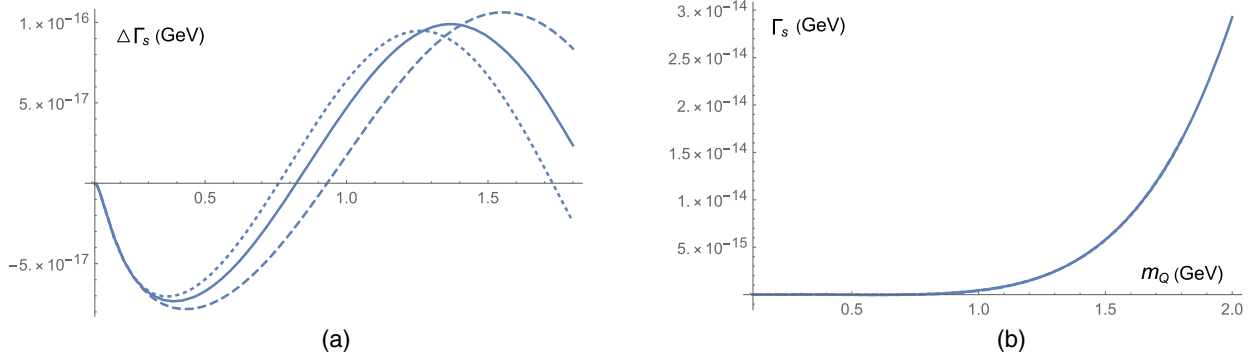 1. × 10⁻¹⁶
△Γₛ (GeV)
5. × 10⁻¹⁷
0.5
1.0
1.5
−5. × 10⁻¹⁷
(a)
3. × 10⁻¹⁴
Γₛ (GeV)
2.5 × 10⁻¹⁴
2. × 10⁻¹⁴
1.5 × 10⁻¹⁴
1. × 10⁻¹⁴
5. × 10⁻¹⁵
m_Q (GeV)
0.5
1.0
1.5
2.0
(b)